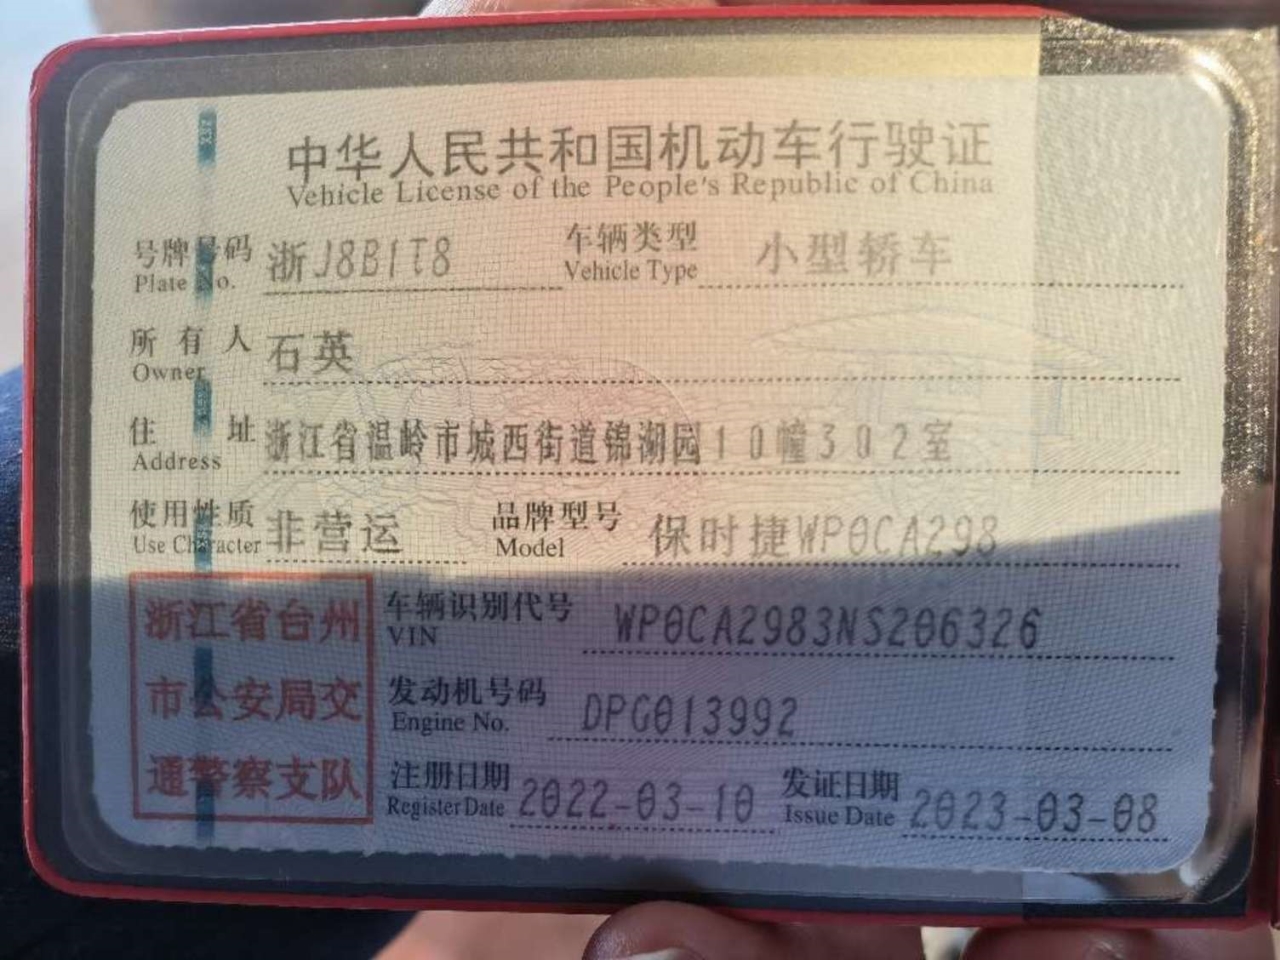 中华人民共和国机动车行驶证
Vehicle License of the People's Republic of China
号牌号码 浙J8B1T8 车辆类型 小型轿车
Plate No. Vehicle Type
所有人 石英
Owner
住址 浙江省温岭市城西街道锦湖园10幢302室
Address
使用性质 非营运 品牌型号 保时捷WP0CA298
Use Character Model
浙江省台州
市公安局交
通警察支队
车辆识别代号 WP0CA2983NS206326
VIN
发动机号码 DPG013992
Engine No.
注册日期 2022-03-10 发证日期 2023-03-08
Register Date Issue Date